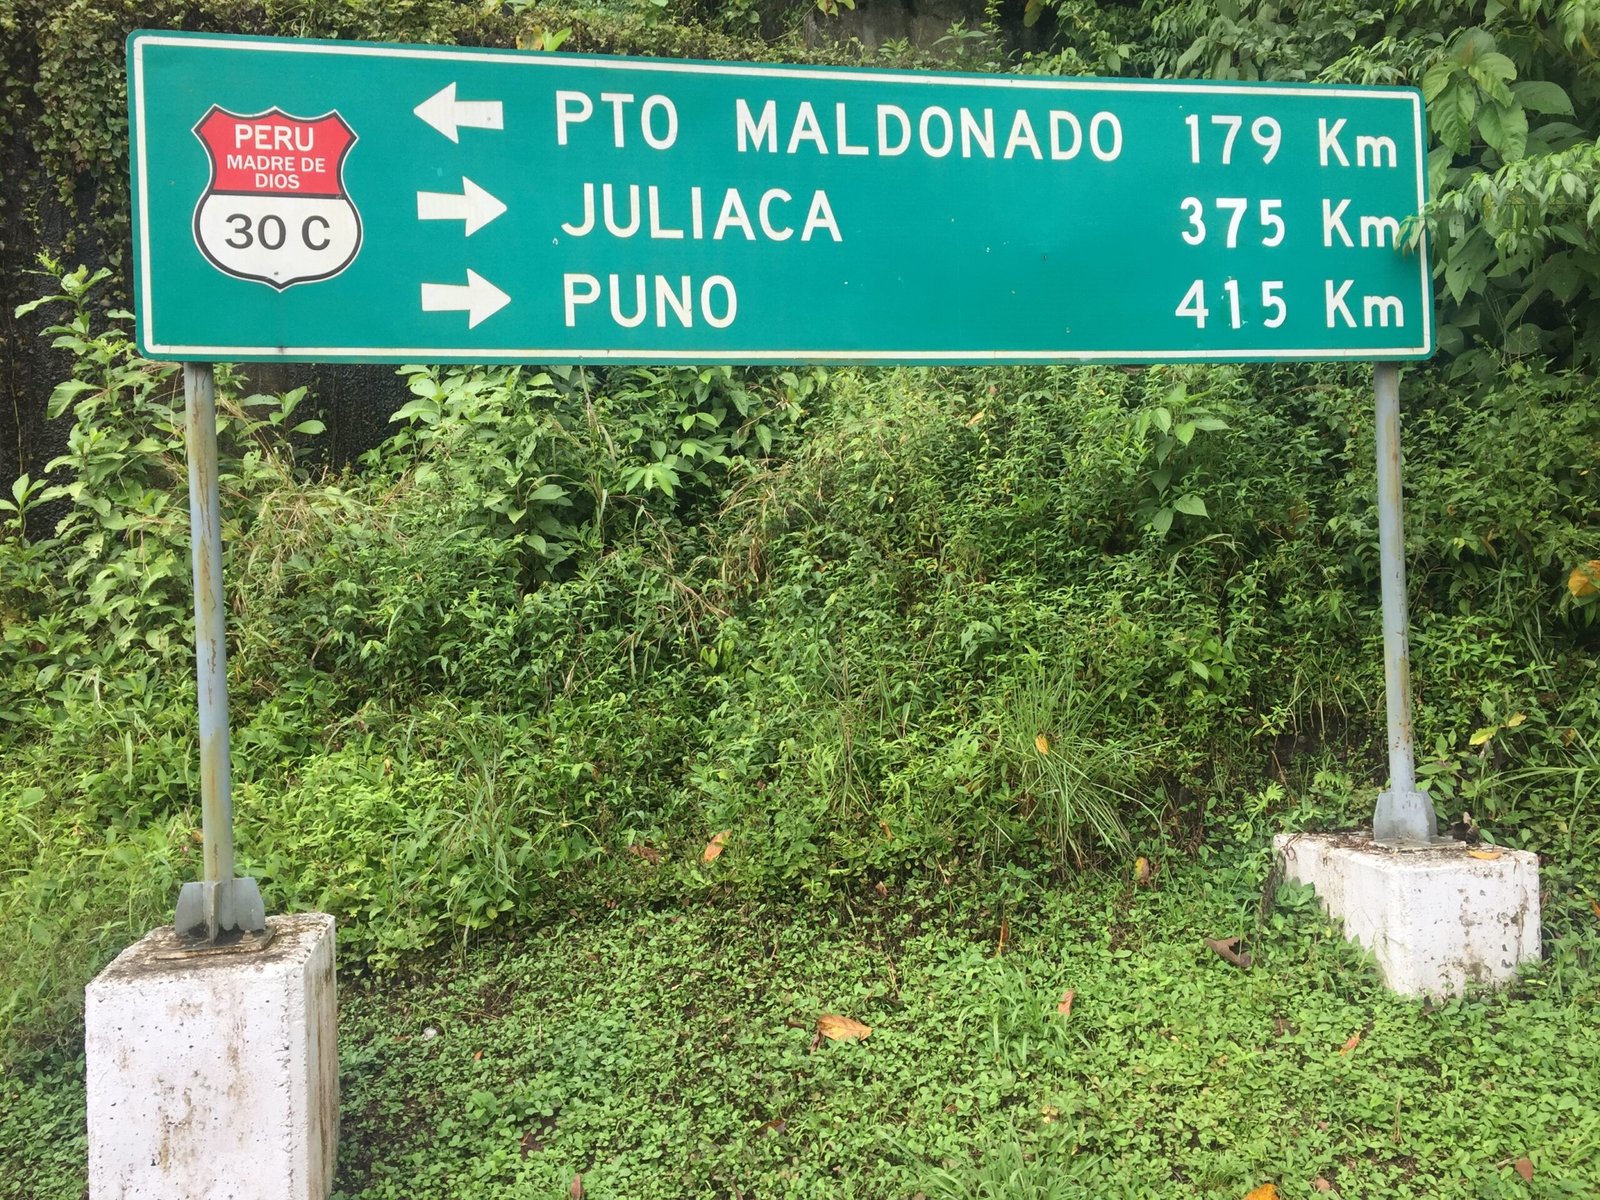 PERU
MADRE DE
DIOS
30 C
PTO MALDONADO 179 Km
JULIACA 375 Km
PUNO 415 Km